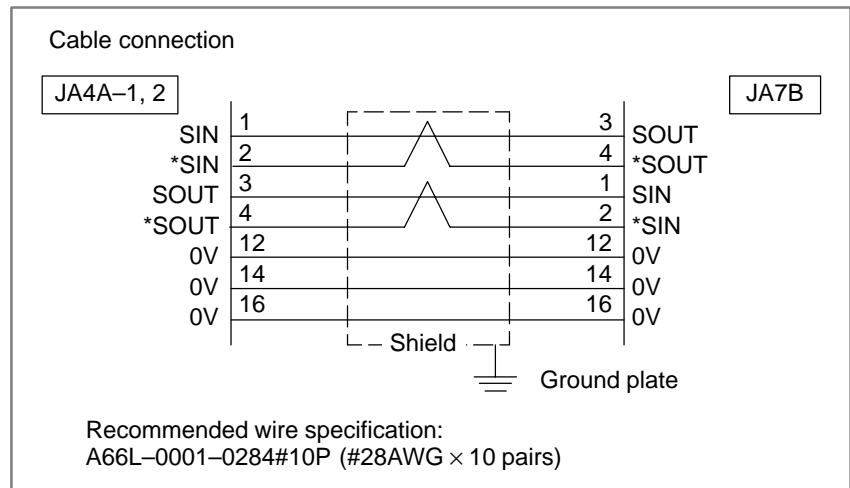 Cable connection
JA4A–1, 2 JA7B
SIN 1 3 SOUT
*SIN 2 4 *SOUT
SOUT 3 1 SIN
*SOUT 4 2 *SIN
0V 12 12 0V
0V 14 14 0V
0V 16 16 0V
Shield
Ground plate
Recommended wire specification:
A66L–0001–0284#10P (#28AWG × 10 pairs)